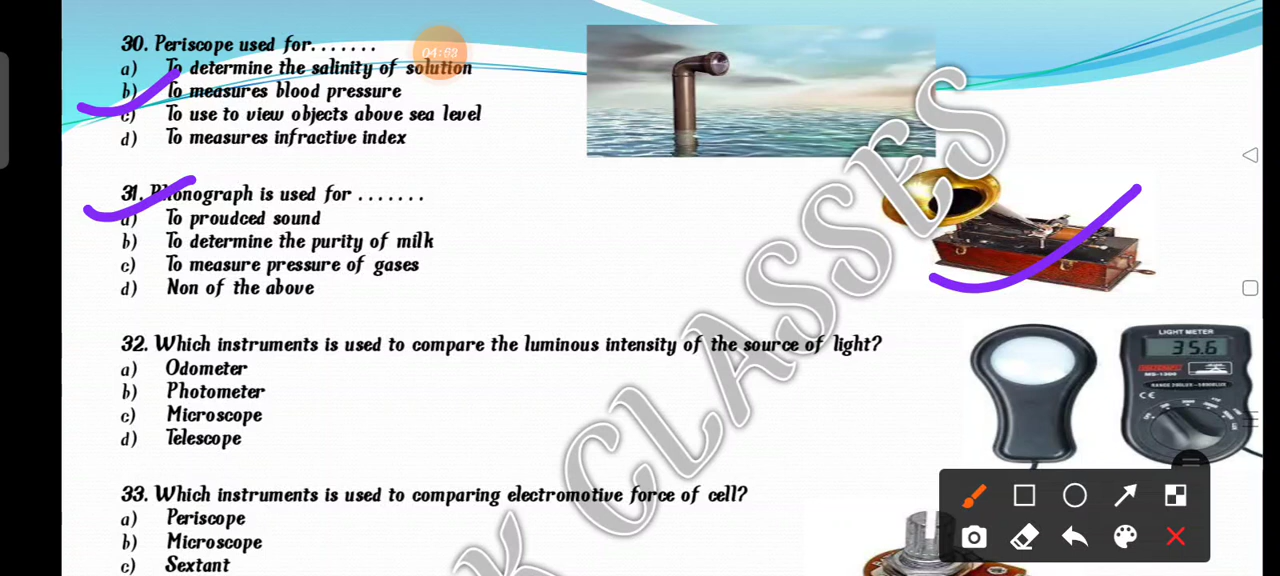 30. Periscope used for.......
04:63
a) To determine the salinity of solution
b) To measures blood pressure
c) To use to view objects above sea level
d) To measures infractive index
31. Phonograph is used for .......
a) To proudced sound
b) To determine the purity of milk
c) To measure pressure of gases
d) Non of the above
32. Which instruments is used to compare the luminous intensity of the source of light?
a) Odometer
b) Photometer
c) Microscope
d) Telescope
LIGHT METER
35.6
33. Which instruments is used to comparing electromotive force of cell?
a) Periscope
b) Microscope
c) Sextant
K CLASSES